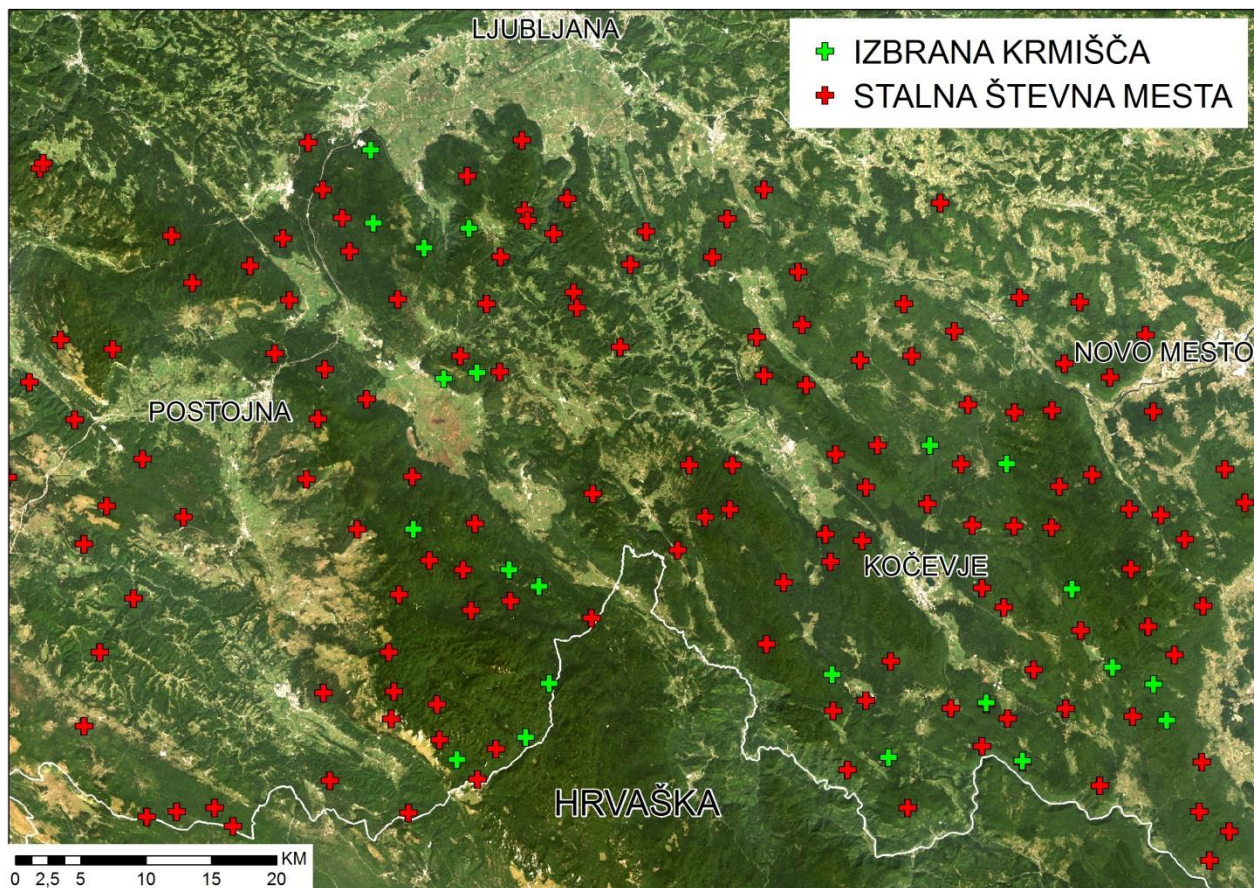 LJUBLJANA
IZBRANA KRMIŠČA
STALNA ŠTEVNA MESTA
NOVO MESTO
POSTOJNA
KOČEVJE
HRVAŠKA
KM
0 2,5 5 10 15 20